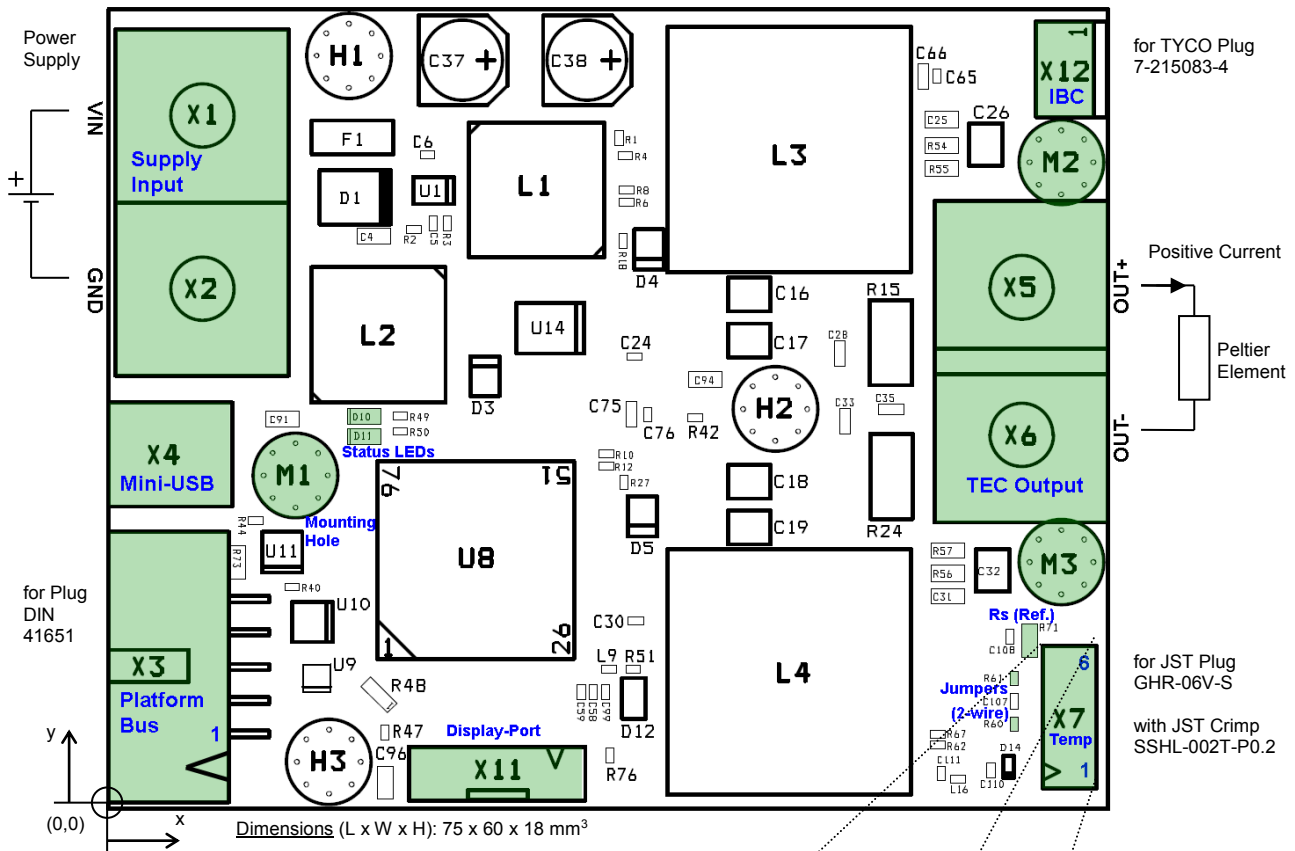 Power
Supply
VIN
+
GND
X1
Supply
Input
X2
H1
C37
+
C38
+
F1
C6
D1
U1
C4
R2
C5
R3
L1
R1
R4
R8
R6
R18
D4
L3
C66
C65
C25
R54
R55
C26
1
X12
IBC
M2
for TYCO Plug
7-215083-4
L2
U14
D3
C16
C17
R15
C24
C28
C94
C75
C76
R42
H2
C33
C35
X5
OUT+
Positive Current
Peltier
Element
OUT-
X6
TEC Output
X4
Mini-USB
C91
D10
D11
R49
R50
Status LEDs
M1
Mounting
Hole
76
51
U8
1
26
R10
R12
R27
D5
C18
C19
R24
R44
U11
R73
R40
U10
U9
R57
R56
C31
C32
M3
Rs (Ref.)
for Plug
DIN
41651
X3
Platform
Bus
1
R48
R47
C96
H3
Display-Port
X11
C30
L9
R51
C59
C58
C99
D12
R76
L4
C108
R71
R61
Jumpers
C107
(2-wire)
R60
R67
R62
C111
L16
C110
D14
6
X7
Temp
1
for JST Plug
GHR-06V-S
with JST Crimp
SSHL-002T-P0.2
y
(0,0)
x
Dimensions (L x W x H): 75 x 60 x 18 mm³